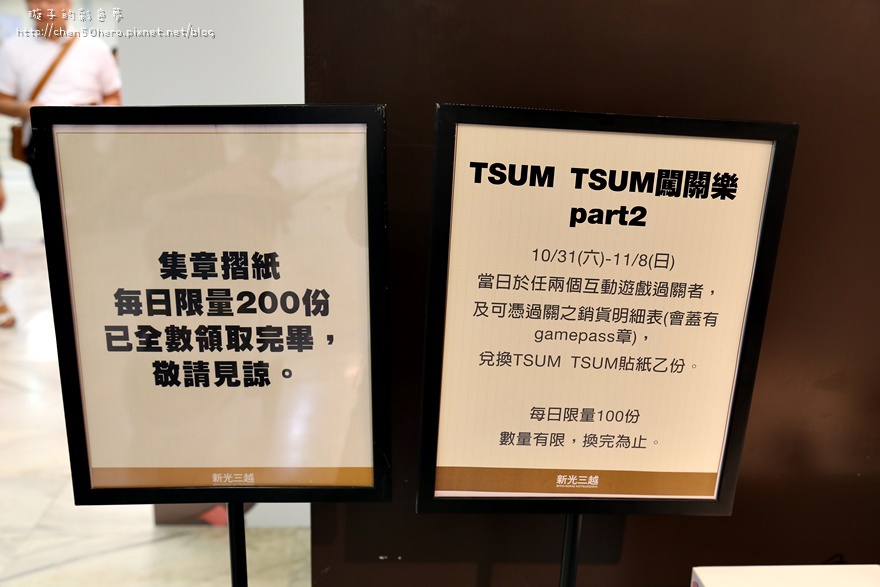 璇子的彩色夢
http://chen50hero.pixnet.net/blog
集章摺紙
每日限量200份
已全數領取完畢，
敬請見諒。
新光三越
TSUM TSUM闖關樂
part2
10/31(六)-11/8(日)
當日於任兩個互動遊戲過關者，
及可憑過關之銷貨明細表(會蓋有
gamepass章)，
兌換TSUM TSUM貼紙乙份。
每日限量100份
數量有限，換完為止。
新光三越